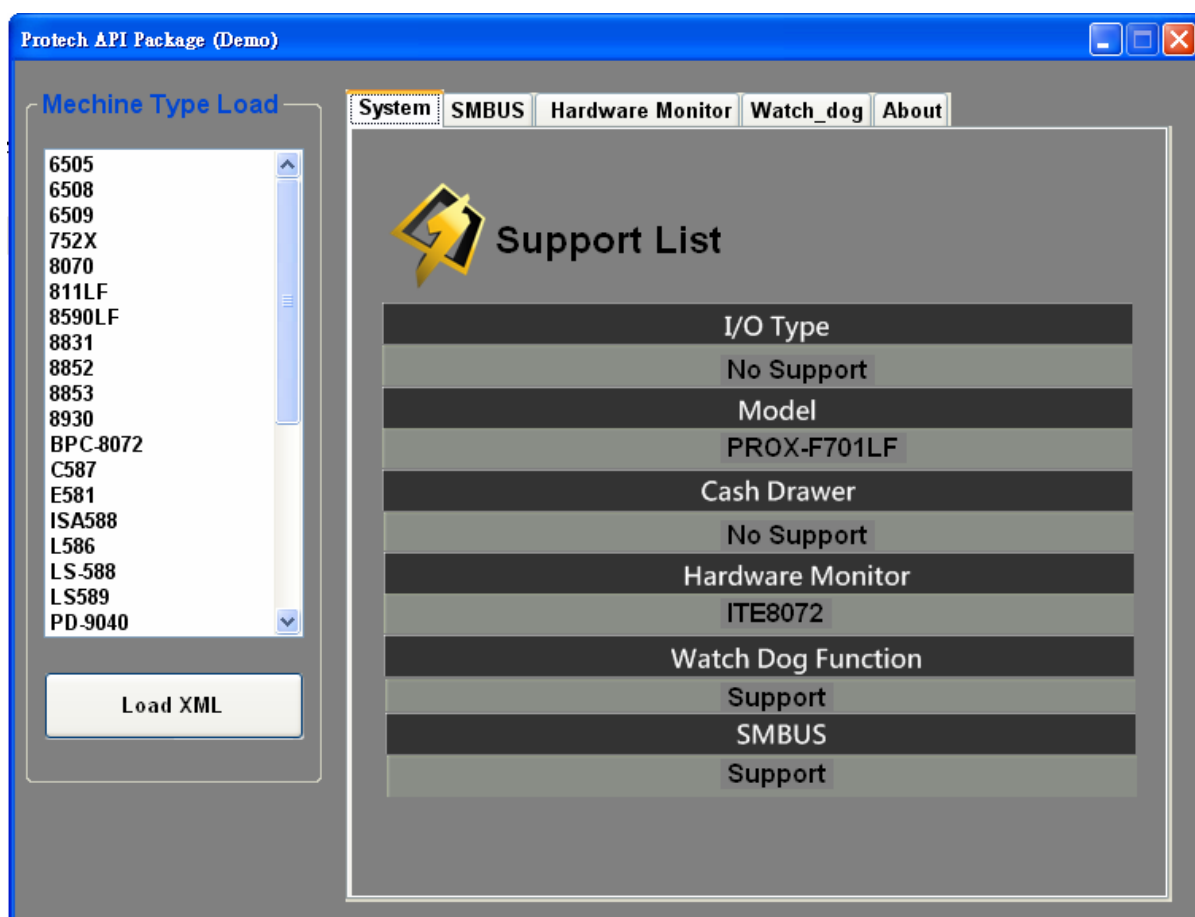 Protech API Package (Demo)
Mechine Type Load
6505
6508
6509
752X
8070
811LF
8590LF
8831
8852
8853
8930
BPC-8072
C587
E581
ISA588
L586
LS-588
LS589
PD-9040
Load XML
System SMBUS Hardware Monitor Watch_dog About
Support List
I/O Type
No Support
Model
PROX-F701LF
Cash Drawer
No Support
Hardware Monitor
ITE8072
Watch Dog Function
Support
SMBUS
Support